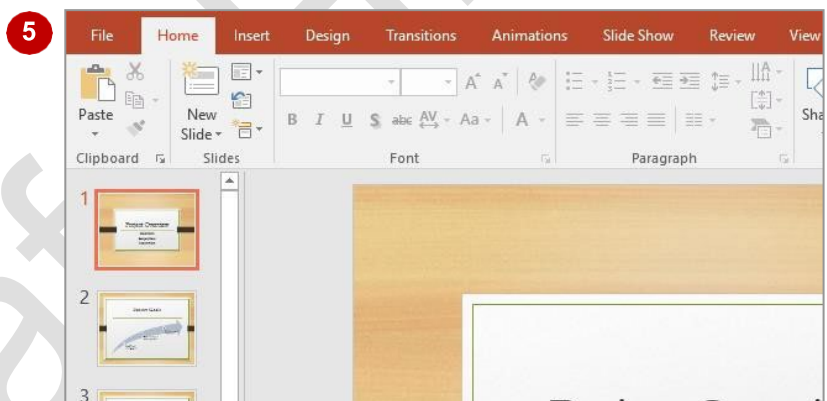 5
File Home Insert Design Transitions Animations Slide Show Review View
Paste
New
Slide
B I U S abc AV Aa A
Sha
Clipboard Slides Font Paragraph
1
2
3